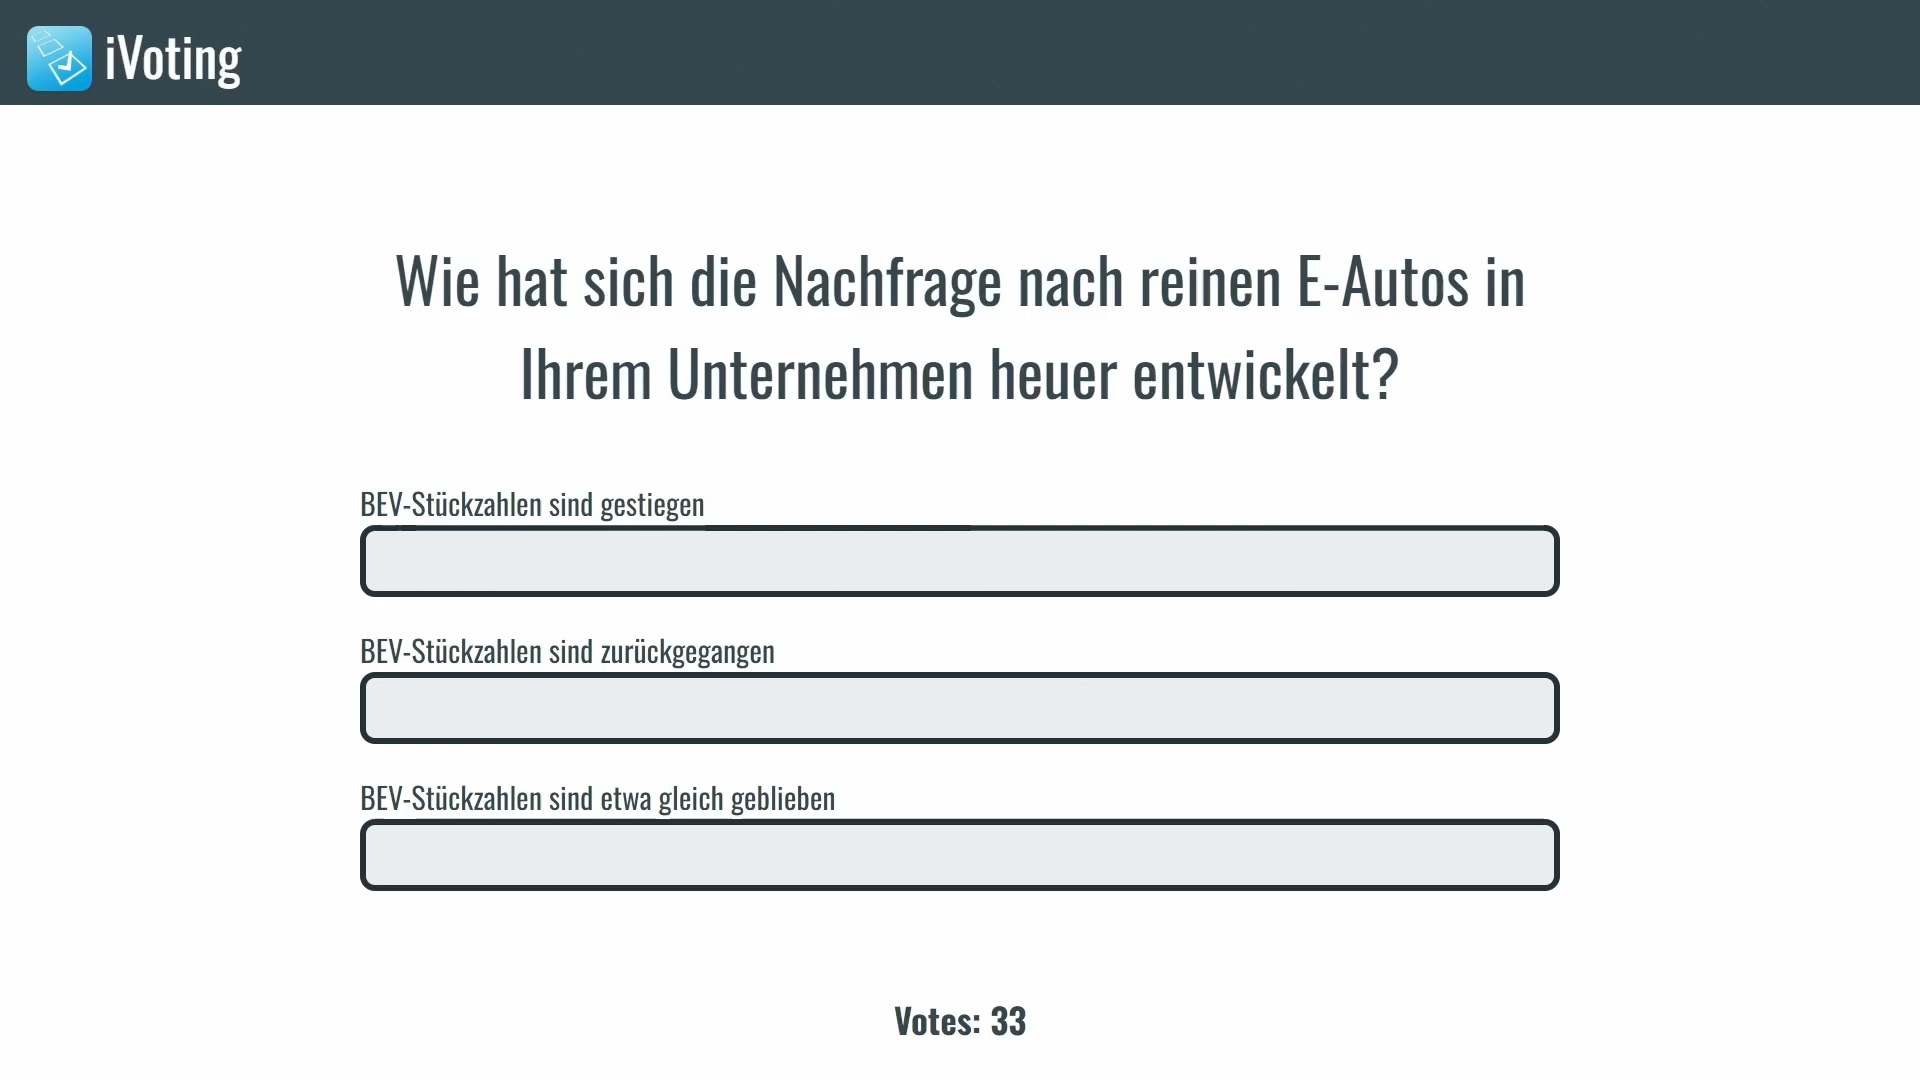 iVoting
Wie hat sich die Nachfrage nach reinen E-Autos in
Ihrem Unternehmen heuer entwickelt?
BEV-Stückzahlen sind gestiegen
BEV-Stückzahlen sind zurückgegangen
BEV-Stückzahlen sind etwa gleich geblieben
Votes: 33